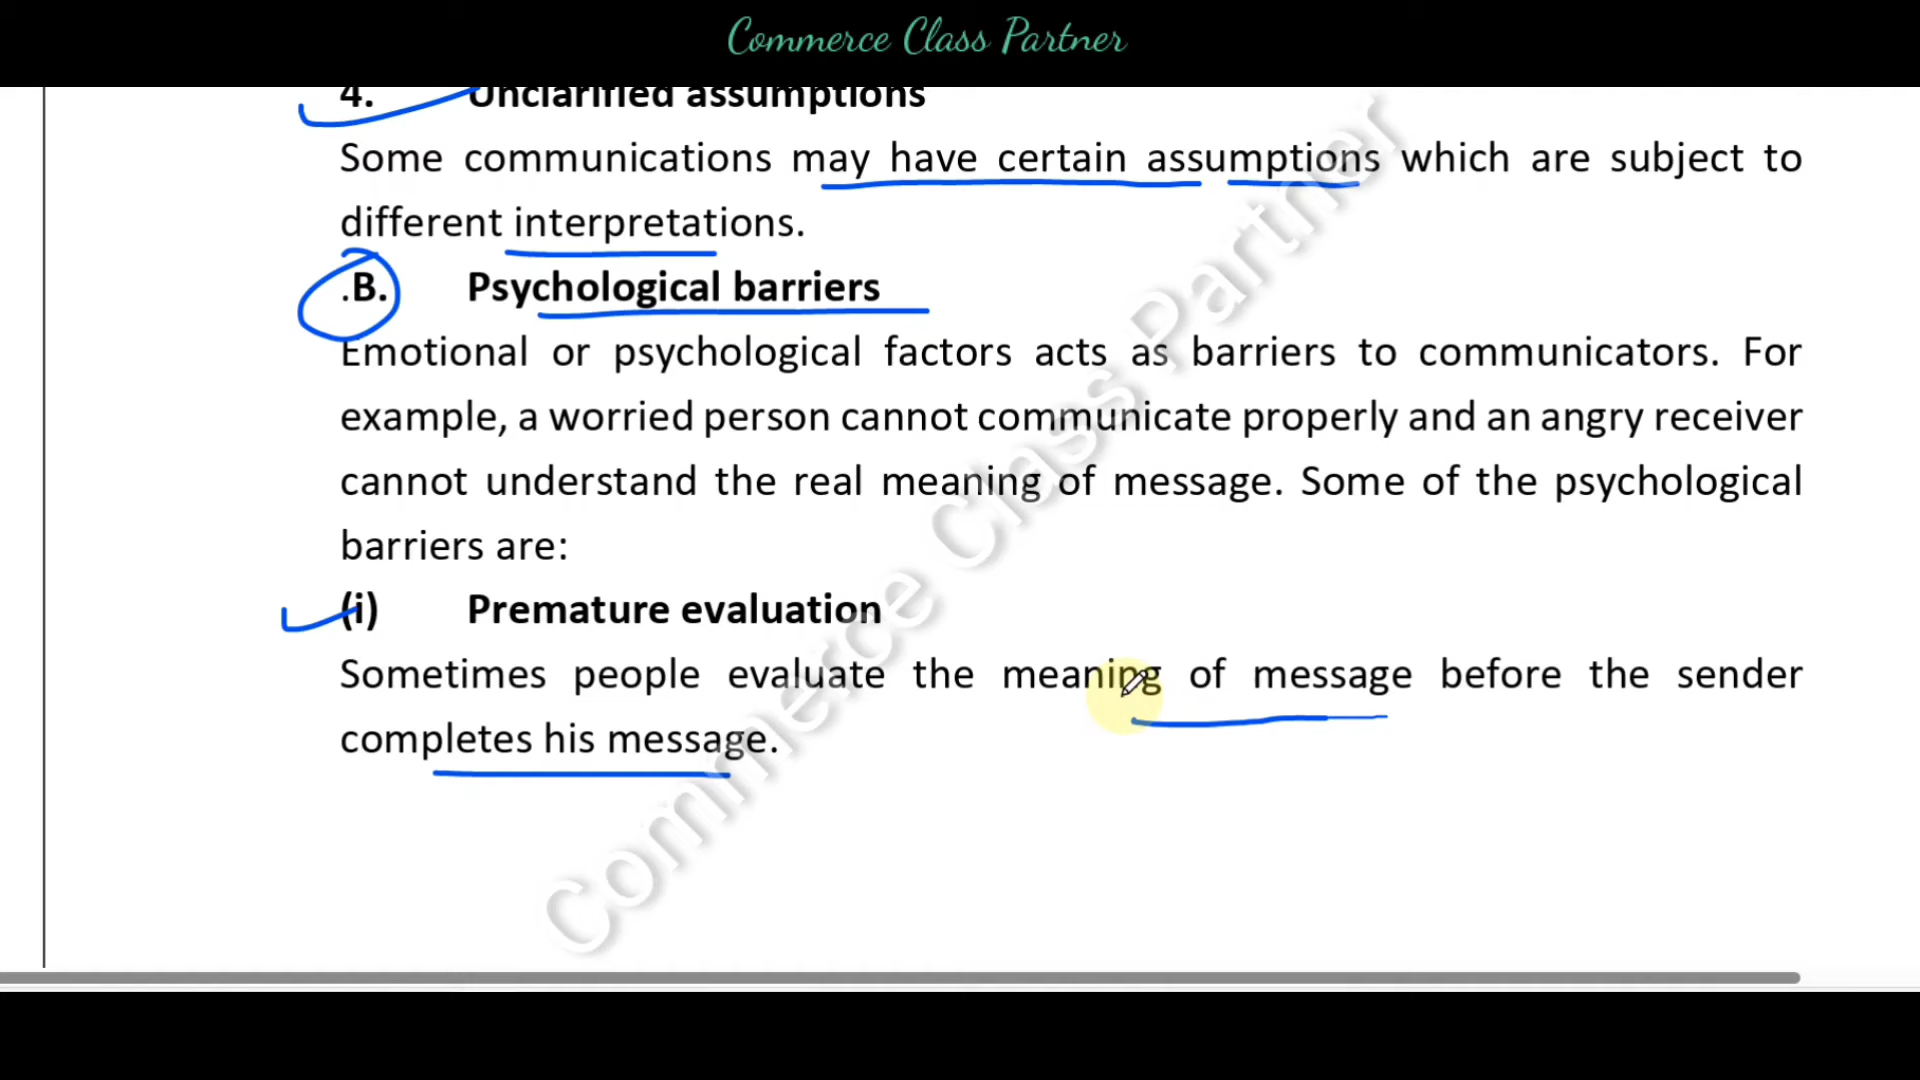 Commerce Class Partner
4. Unclarified assumptions
Some communications may have certain assumptions which are subject to
different interpretations.
.B. Psychological barriers
Emotional or psychological factors acts as barriers to communicators. For
example, a worried person cannot communicate properly and an angry receiver
cannot understand the real meaning of message. Some of the psychological
barriers are:
(i) Premature evaluation
Sometimes people evaluate the meaning of message before the sender
completes his message.
Commerce Class Partner